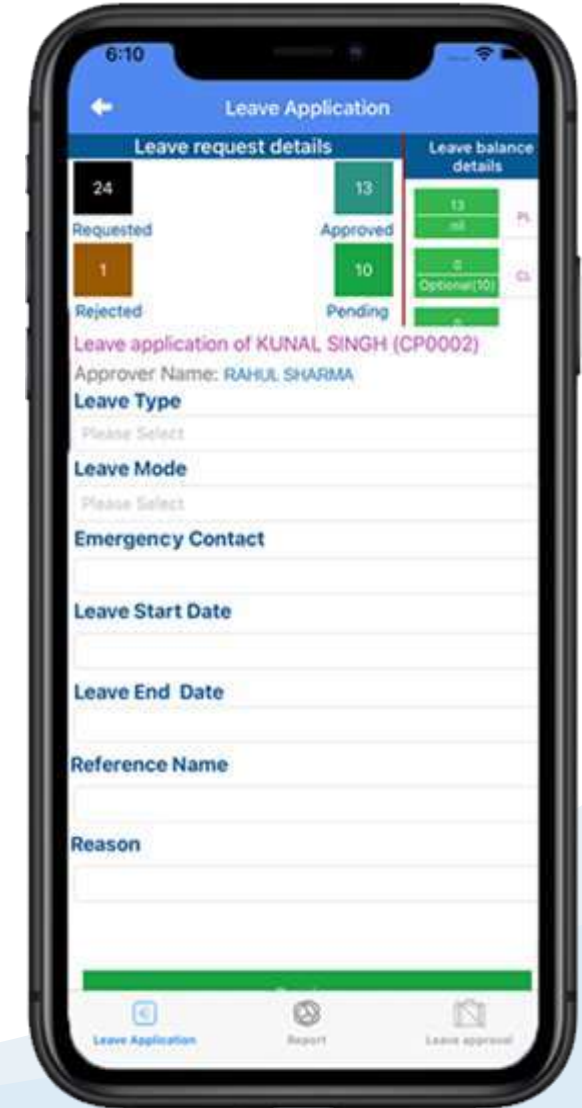 6:10
Leave Application
Leave request details
Leave balance
details
24
13
Requested
Approved
1
10
Rejected
Pending
13
nil
PL
0
Optional(10)
CL
0
Leave application of KUNAL SINGH (CP0002)
Approver Name: RAHUL SHARMA
Leave Type
Please Select
Leave Mode
Please Select
Emergency Contact
Leave Start Date
Leave End  Date
Reference Name
Reason
Leave Application
Report
Leave approval